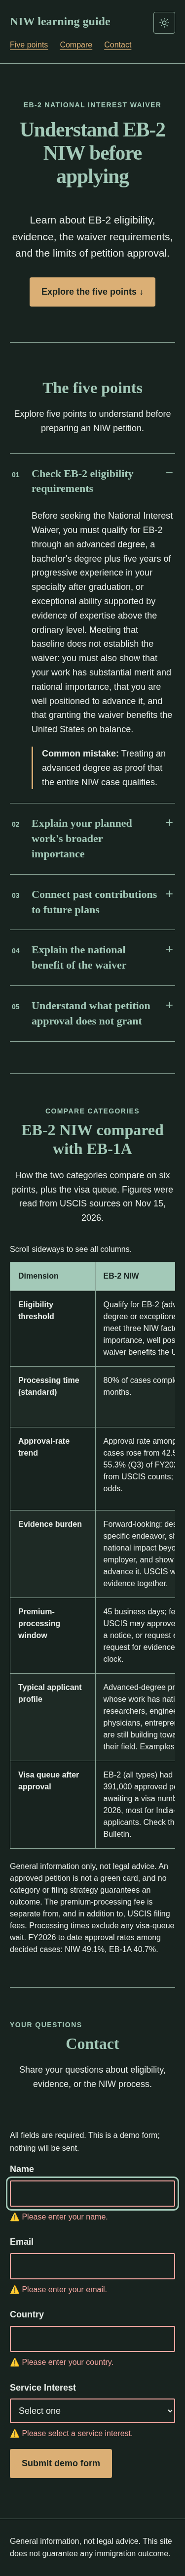 NIW learning guide
Five points
Compare
Contact
EB-2 NATIONAL INTEREST WAIVER
Understand EB-2
NIW before
applying
Learn about EB-2 eligibility,
evidence, the waiver requirements,
and the limits of petition approval.
Explore the five points ↓
The five points
Explore five points to understand before
preparing an NIW petition.
01
Check EB-2 eligibility
requirements
Before seeking the National Interest
Waiver, you must qualify for EB-2
through an advanced degree, a
bachelor's degree plus five years of
progressive experience in your
specialty after graduation, or
exceptional ability supported by
evidence of expertise above the
ordinary level. Meeting that
baseline does not establish the
waiver: you must also show that
your work has substantial merit and
national importance, that you are
well positioned to advance it, and
that granting the waiver benefits the
United States on balance.
Common mistake: Treating an
advanced degree as proof that
the entire NIW case qualifies.
02
Explain your planned
work's broader
importance
03
Connect past contributions
to future plans
04
Explain the national
benefit of the waiver
05
Understand what petition
approval does not grant
COMPARE CATEGORIES
EB-2 NIW compared
with EB-1A
How the two categories compare on six
points, plus the visa queue. Figures were
read from USCIS sources on Nov 15,
2026.
Scroll sideways to see all columns.
Dimension
EB-2 NIW
Eligibility
threshold
Qualify for EB-2 (adv
degree or exceptiona
meet three NIW facto
importance, well pos
waiver benefits the U
Processing time
(standard)
80% of cases comple
months.
Approval-rate
trend
Approval rate among
cases rose from 42.5
55.3% (Q3) of FY202
from USCIS counts;
odds.
Evidence burden
Forward-looking: des
specific endeavor, sh
national impact beyo
employer, and show
advance it. USCIS w
evidence together.
Premium-
processing
window
45 business days; fe
USCIS may approve
a notice, or request e
request for evidence
clock.
Typical applicant
profile
Advanced-degree pr
whose work has nati
researchers, enginee
physicians, entrepren
are still building towa
their field. Examples
Visa queue after
approval
EB-2 (all types) had
391,000 approved pe
awaiting a visa numb
2026, most for India-
applicants. Check the
Bulletin.
General information only, not legal advice. An
approved petition is not a green card, and no
category or filing strategy guarantees an
outcome. The premium-processing fee is
separate from, and in addition to, USCIS filing
fees. Processing times exclude any visa-queue
wait. FY2026 to date approval rates among
decided cases: NIW 49.1%, EB-1A 40.7%.
YOUR QUESTIONS
Contact
Share your questions about eligibility,
evidence, or the NIW process.
All fields are required. This is a demo form;
nothing will be sent.
Name
Please enter your name.
Email
Please enter your email.
Country
Please enter your country.
Service Interest
Select one
Please select a service interest.
Submit demo form
General information, not legal advice. This site
does not guarantee any immigration outcome.